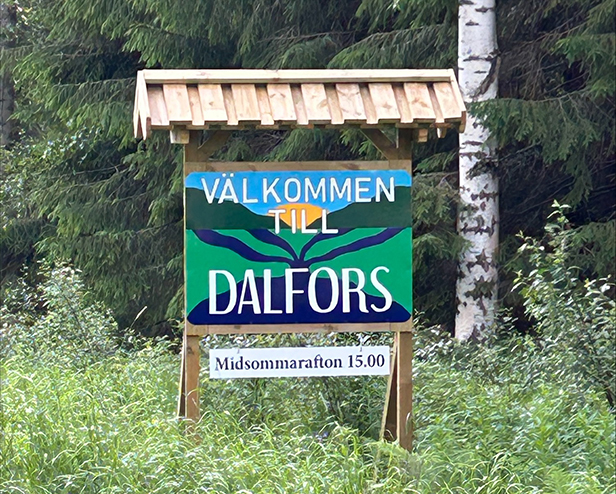 VÄLKOMMEN
TILL
DALFORS
Midsommarafton 15.00